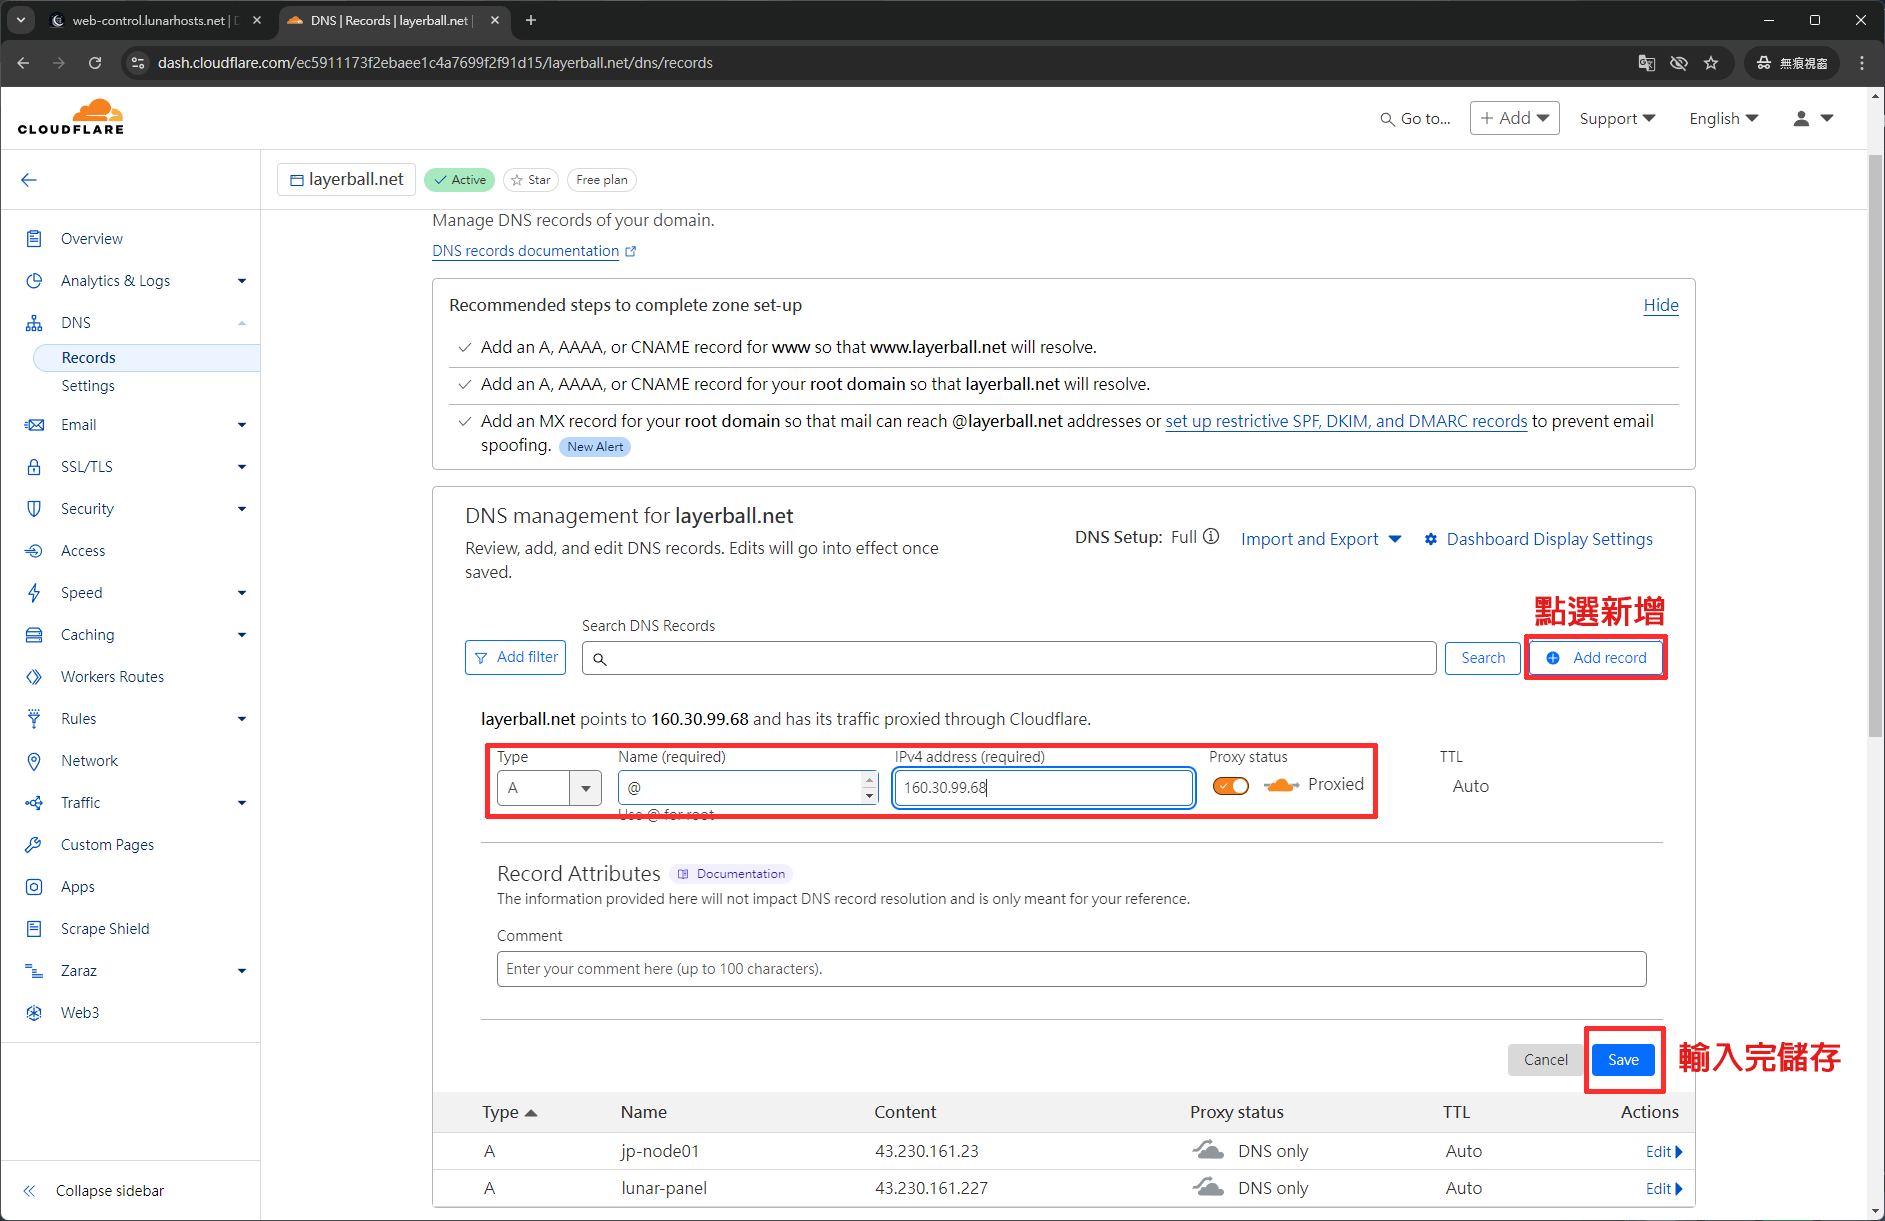 web-control.lunarhosts.net |
DNS | Records | layerball.net |
dash.cloudflare.com/ec5911173f2ebaee1c4a7699f2f91d15/layerball.net/dns/records
無痕視窗
CLOUDFLARE
Go to...
Add
Support
English
layerball.net
Active
Star
Free plan
Overview
Analytics & Logs
DNS
Records
Settings
Email
SSL/TLS
Security
Access
Speed
Caching
Workers Routes
Rules
Network
Traffic
Custom Pages
Apps
Scrape Shield
Zaraz
Web3
Collapse sidebar
Manage DNS records of your domain.
DNS records documentation
Recommended steps to complete zone set-up
Hide
Add an A, AAAA, or CNAME record for www so that www.layerball.net will resolve.
Add an A, AAAA, or CNAME record for your root domain so that layerball.net will resolve.
Add an MX record for your root domain so that mail can reach @layerball.net addresses or set up restrictive SPF, DKIM, and DMARC records to prevent email
spoofing. New Alert
DNS management for layerball.net
Review, add, and edit DNS records. Edits will go into effect once
saved.
DNS Setup: Full
Import and Export
Dashboard Display Settings
點選新增
Search DNS Records
Add filter
Search
Add record
layerball.net points to 160.30.99.68 and has its traffic proxied through Cloudflare.
Type
Name (required)
IPv4 address (required)
Proxy status
TTL
A
@
160.30.99.68
Proxied
Auto
Use @ for root
Record Attributes
Documentation
The information provided here will not impact DNS record resolution and is only meant for your reference.
Comment
Enter your comment here (up to 100 characters).
Cancel
Save
輸入完儲存
Type Name Content Proxy status TTL Actions
A jp-node01 43.230.161.23 DNS only Auto Edit
A lunar-panel 43.230.161.227 DNS only Auto Edit